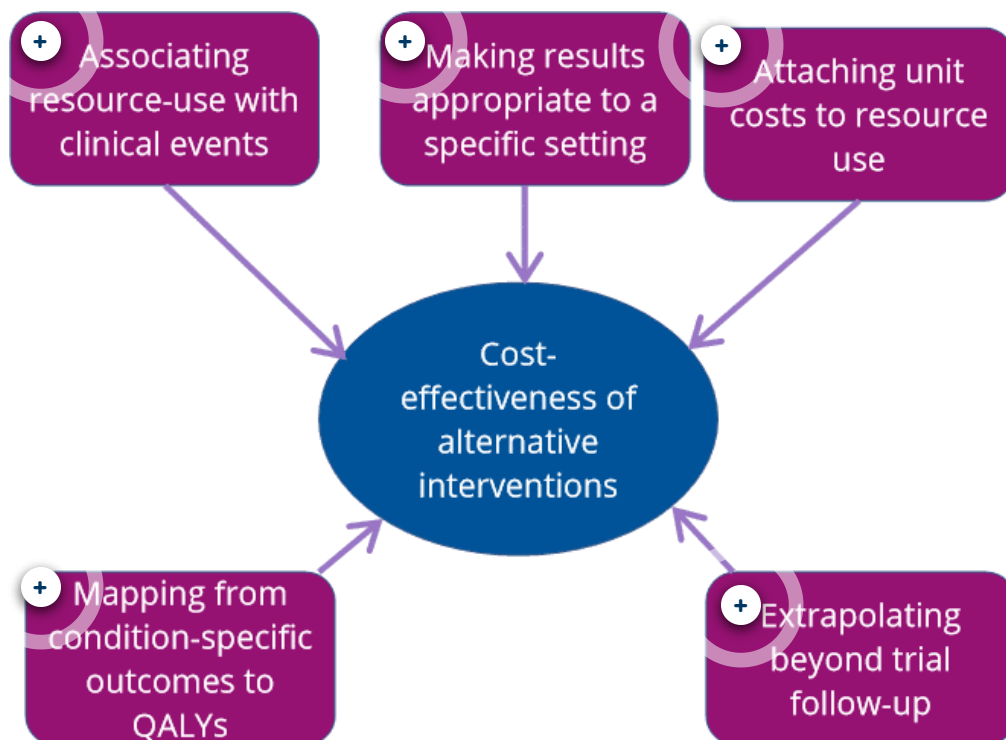 +
Associating
resource-use with
clinical events
+
Making results
appropriate to a
specific setting
+
Attaching unit
costs to resource
use
Cost-
effectiveness of
alternative
interventions
+
Mapping from
condition-specific
outcomes to
QALYs
+
Extrapolating
beyond trial
follow-up